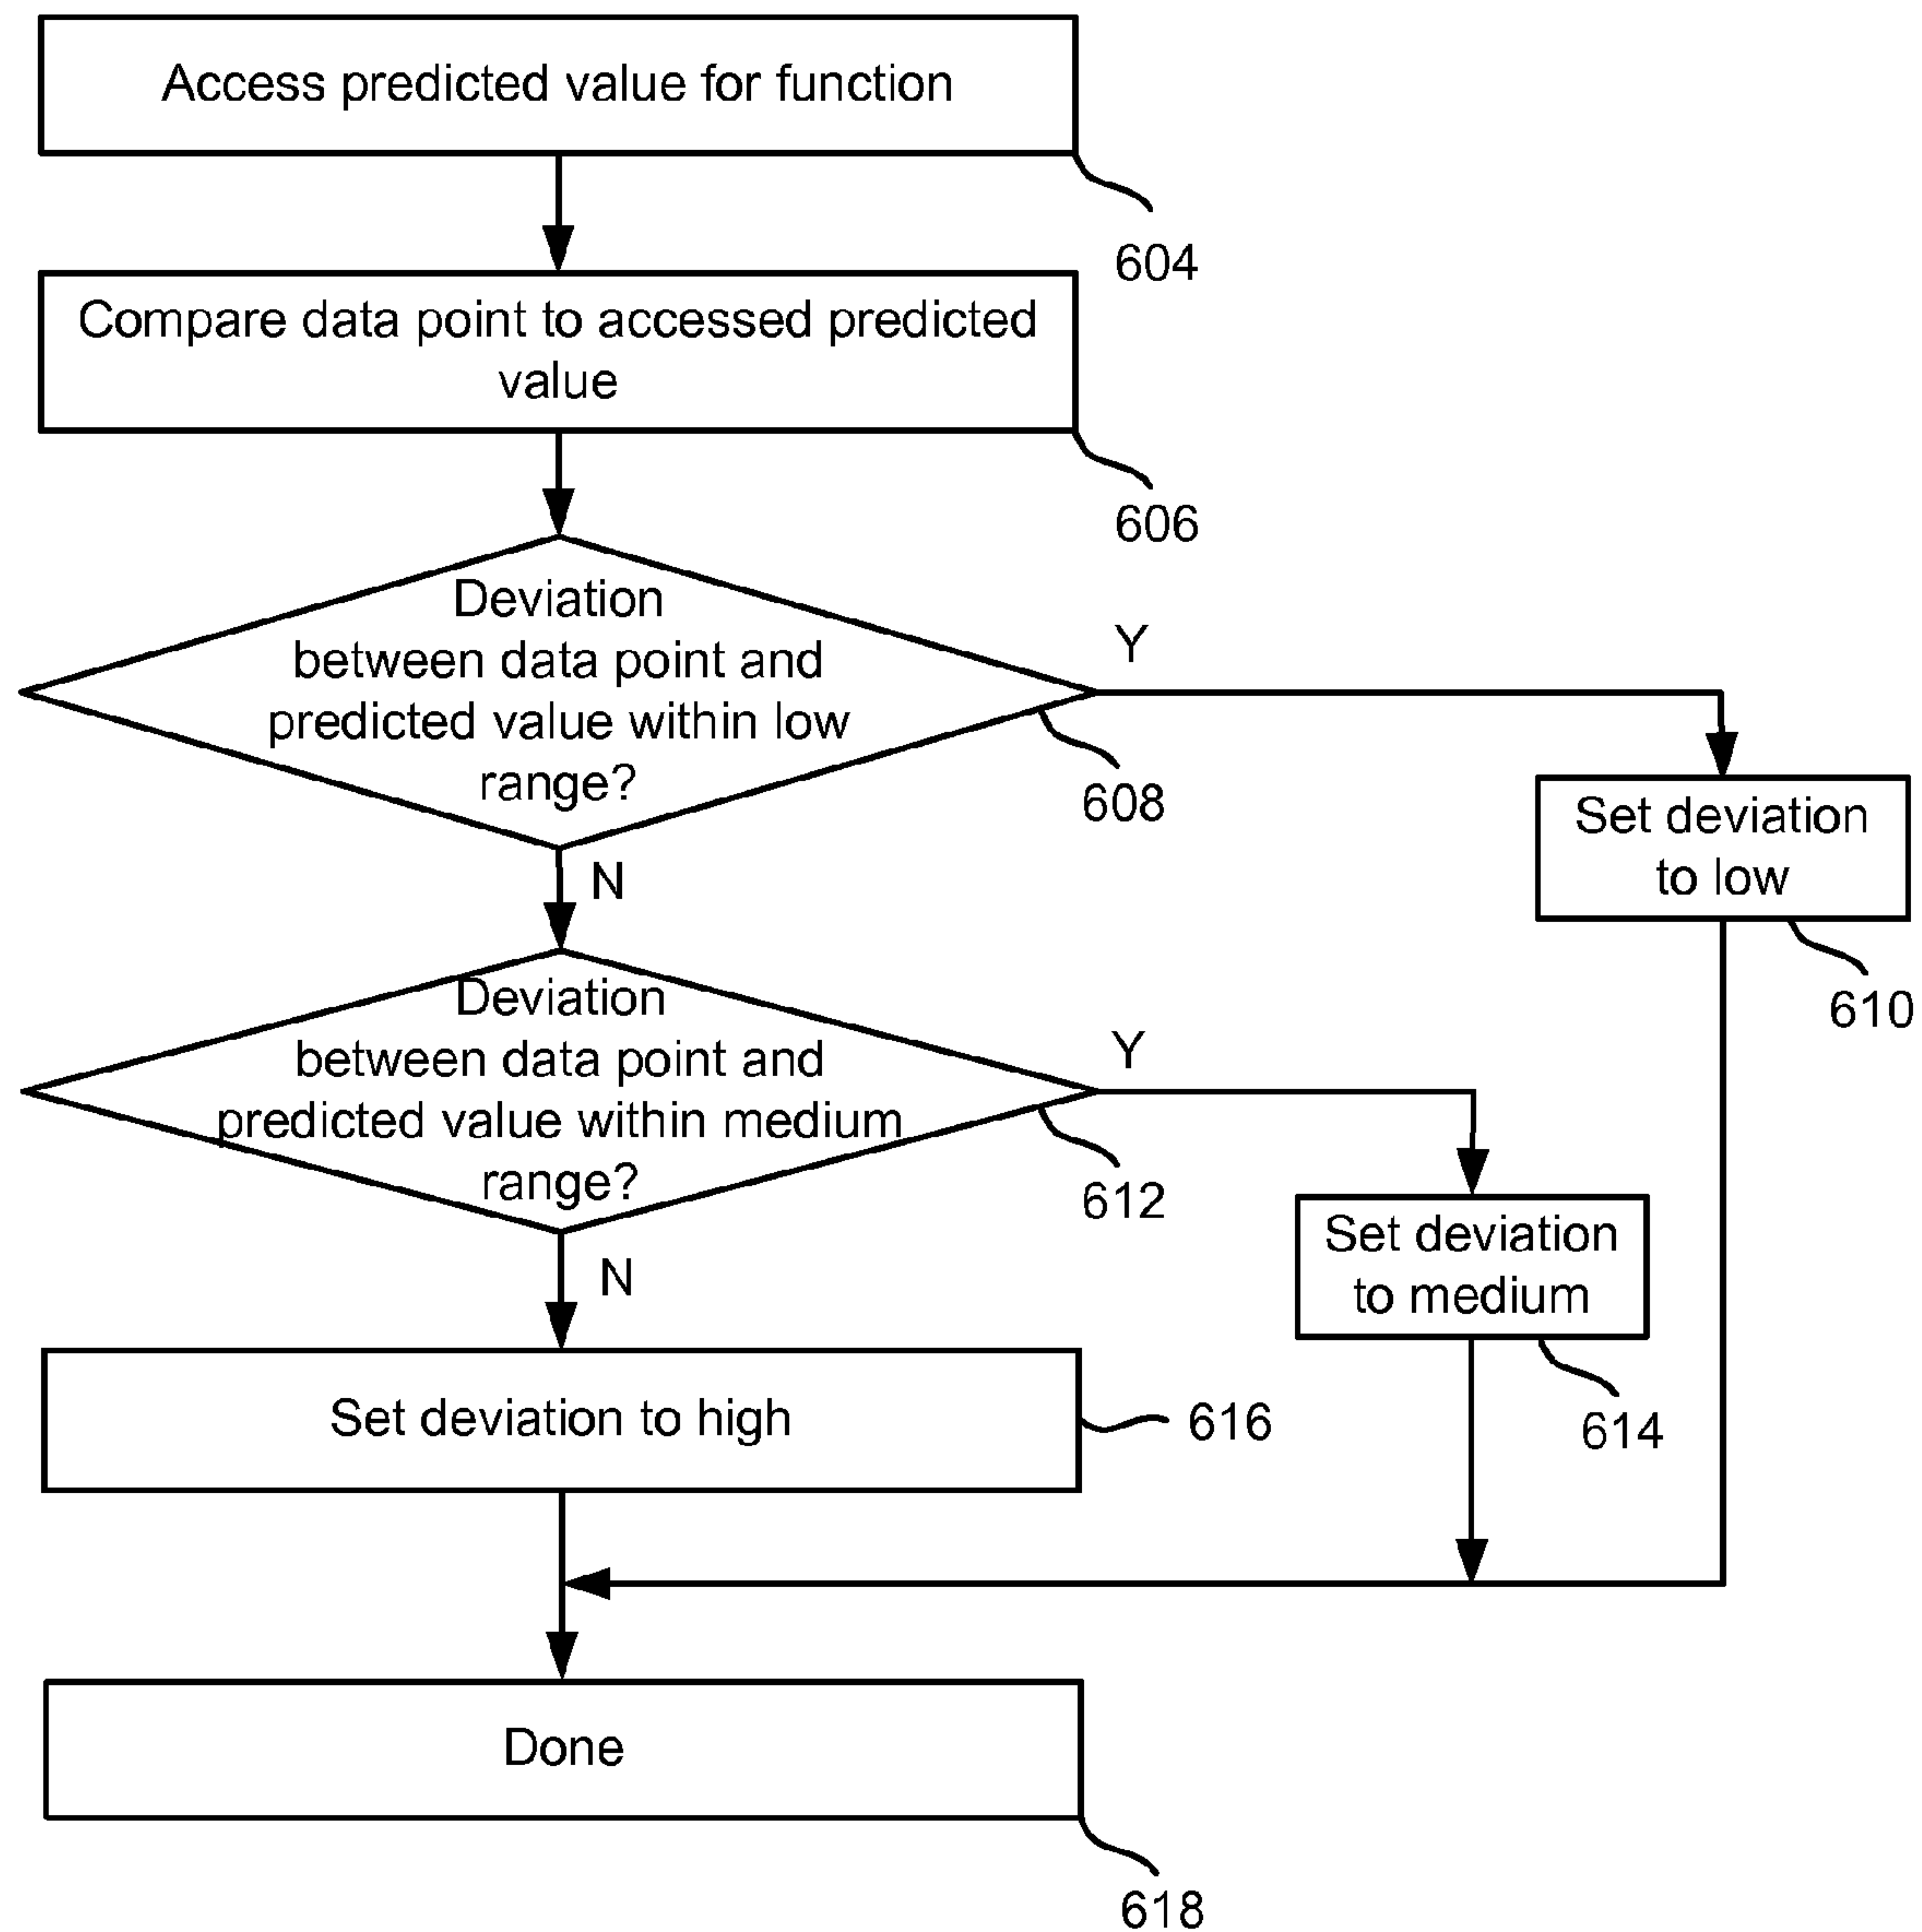 Access predicted value for function
604
Compare data point to accessed predicted
value
606
Deviation
between data point and
predicted value within low
range?
Y
608
N
Set deviation
to low
610
Deviation
between data point and
predicted value within medium
range?
Y
612
N
Set deviation
to medium
614
Set deviation to high
616
Done
618